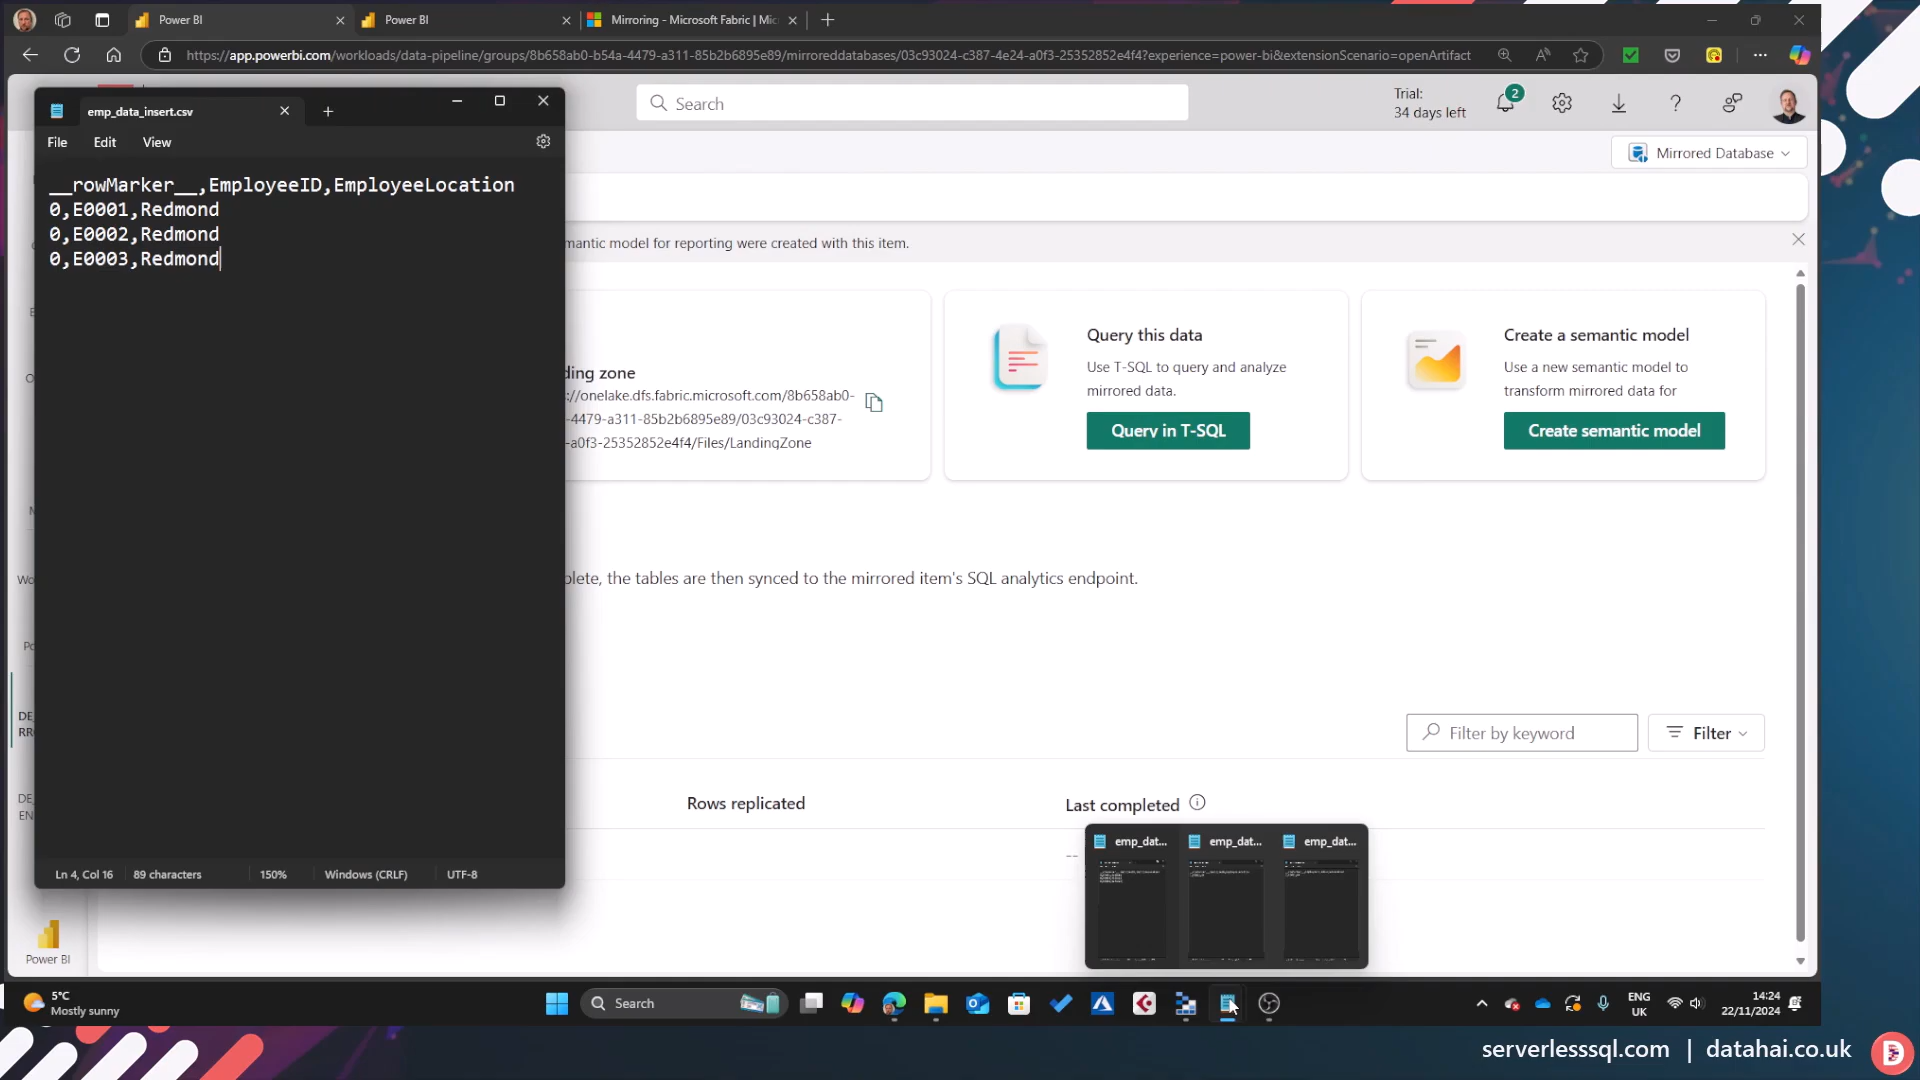 Power BI
Power BI
Mirroring - Microsoft Fabric | Mic
https://app.powerbi.com/workloads/data-pipeline/groups/8b658ab0-b54a-4479-a311-85b2b6895e89/mirroreddatabases/03c93024-c387-4e24-a0f3-25352852e4f4?experience=power-bi&extensionScenario=openArtifact
Search
Trial:
34 days left
2
Mirrored Database
emp_data_insert.csv
File
Edit
View
__rowMarker__,EmployeeID,EmployeeLocation
0,E0001,Redmond
0,E0002,Redmond
0,E0003,Redmond
Ln 4, Col 16
89 characters
150%
Windows (CRLF)
UTF-8
mantic model for reporting were created with this item.
ding zone
://onelake.dfs.fabric.microsoft.com/8b658ab0-
-4479-a311-85b2b6895e89/03c93024-c387-
-a0f3-25352852e4f4/Files/LandingZone
Query this data
Use T-SQL to query and analyze
mirrored data.
Query in T-SQL
Create a semantic model
Use a new semantic model to
transform mirrored data for
Create semantic model
plete, the tables are then synced to the mirrored item's SQL analytics endpoint.
Filter by keyword
Filter
Rows replicated
Last completed
--
emp_dat...
emp_dat...
emp_dat...
Wo
Po
DE_
RR
DE_
EN
Power BI
5°C
Mostly sunny
Search
ENG
UK
14:24
22/11/2024
serverlesssql.com | datahai.co.uk
D